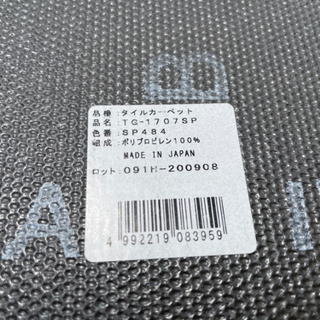 品種:タイルカーペット
品名:TG-1707SP
色番:SP484
組成:ポリプロピレン100%
MADE IN JAPAN
ロット:091H-200908
4 992219 083959